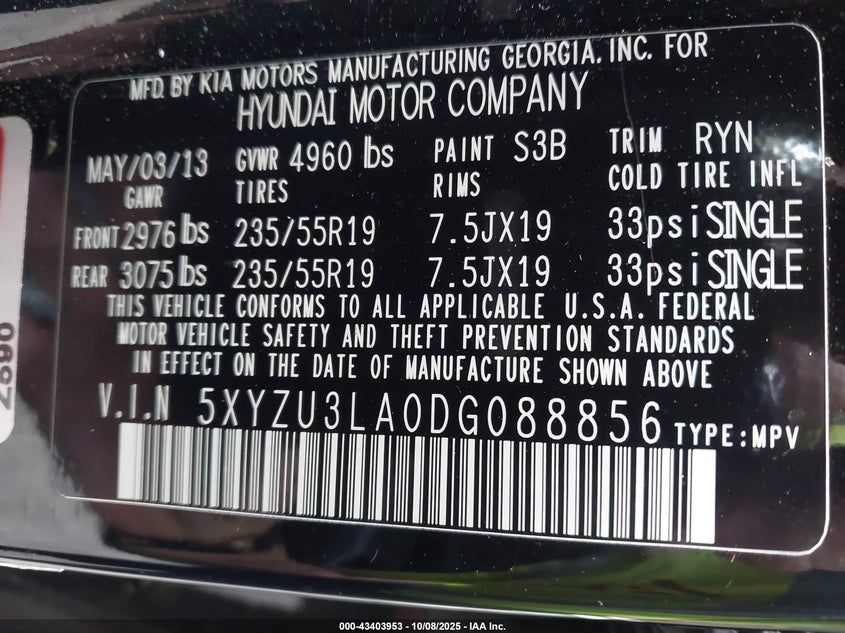 MFD. BY KIA MOTORS MANUFACTURING GEORGIA. INC. FOR
HYUNDAI MOTOR COMPANY
MAY/03/13 GVWR 4960 lbs PAINT S3B TRIM RYN
GAWR TIRES RIMS COLD TIRE INFL
FRONT 2976 lbs 235/55R19 7.5JX19 33psi SINGLE
REAR 3075 lbs 235/55R19 7.5JX19 33psi SINGLE
THIS VEHICLE CONFORMS TO ALL APPLICABLE U.S.A. FEDERAL
MOTOR VEHICLE SAFETY AND THEFT PREVENTION STANDARDS
IN EFFECT ON THE DATE OF MANUFACTURE SHOWN ABOVE
V.I.N 5XYZU3LA0DG088856 TYPE:MPV
000-43403953 - 10/08/2025 - IAA Inc.